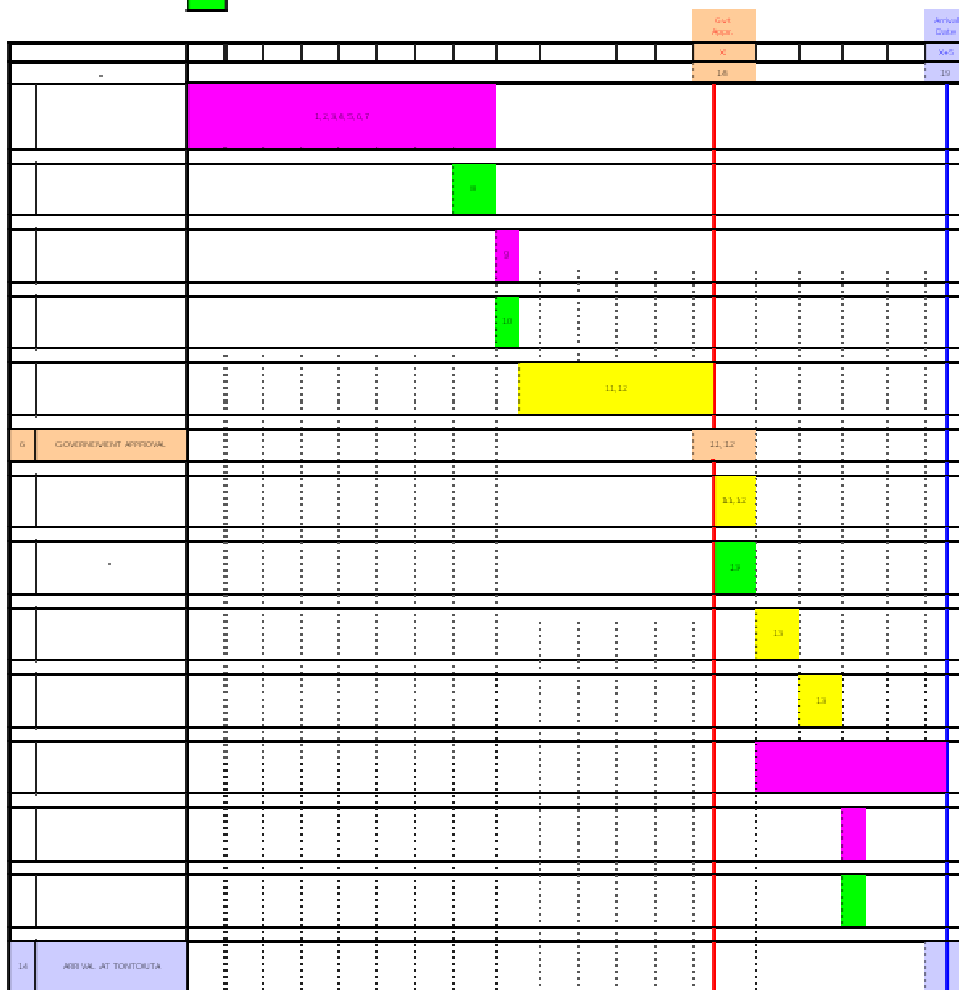 Gvt Arrival
Appr. Date
X X+5
18 19
1, 2, 3, 4, 5, 6, 7
8
9
10
11, 12
6 GOVERNEMENT APPROVAL 11, 12
11, 12
13
13
13
14 ARRIVAL AT TONTOUTA